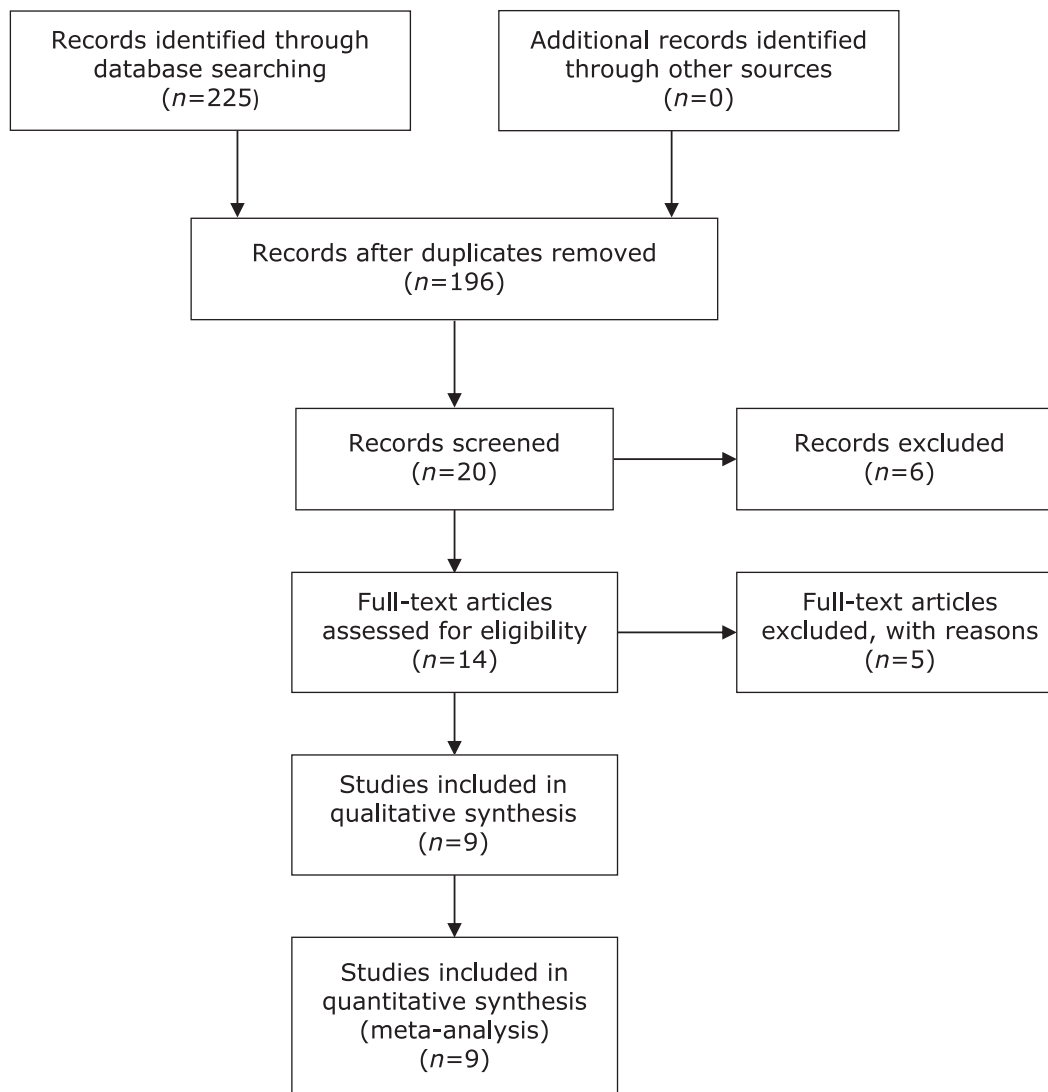 Records identified through
database searching
(n=225)
Additional records identified
through other sources
(n=0)
Records after duplicates removed
(n=196)
Records screened
(n=20)
Records excluded
(n=6)
Full-text articles
assessed for eligibility
(n=14)
Full-text articles
excluded, with reasons
(n=5)
Studies included in
qualitative synthesis
(n=9)
Studies included in
quantitative synthesis
(meta-analysis)
(n=9)